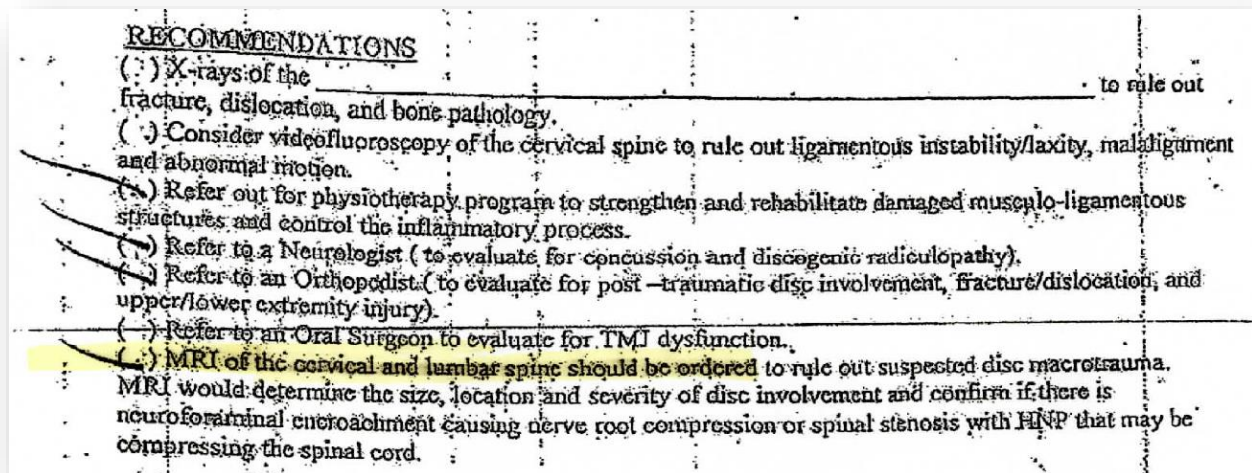 RECOMMENDATIONS
( ) X-rays of the ______________ to rule out
fracture, dislocation, and bone pathology.
( ) Consider videofluoroscopy of the cervical spine to rule out ligamentous instability/laxity, malalignment
and abnormal motion.
( ) Refer out for physiotherapy program to strengthen and rehabilitate damaged musculo-ligamentous
structures and control the inflammatory process.
( ) Refer to a Neurologist ( to evaluate for concussion and discogenic radiculopathy).
( ) Refer to an Orthopedist ( to evaluate for post –traumatic disc involvement, fracture/dislocation, and
upper/lower extremity injury).
( ) Refer to an Oral Surgeon to evaluate for TMJ dysfunction.
( ) MRI of the cervical and lumbar spine should be ordered to rule out suspected disc macrotrauma.
MRI would determine the size, location and severity of disc involvement and confirm if there is
neuroforaminal encroachment causing nerve root compression or spinal stenosis with HNP that may be
compressing the spinal cord.